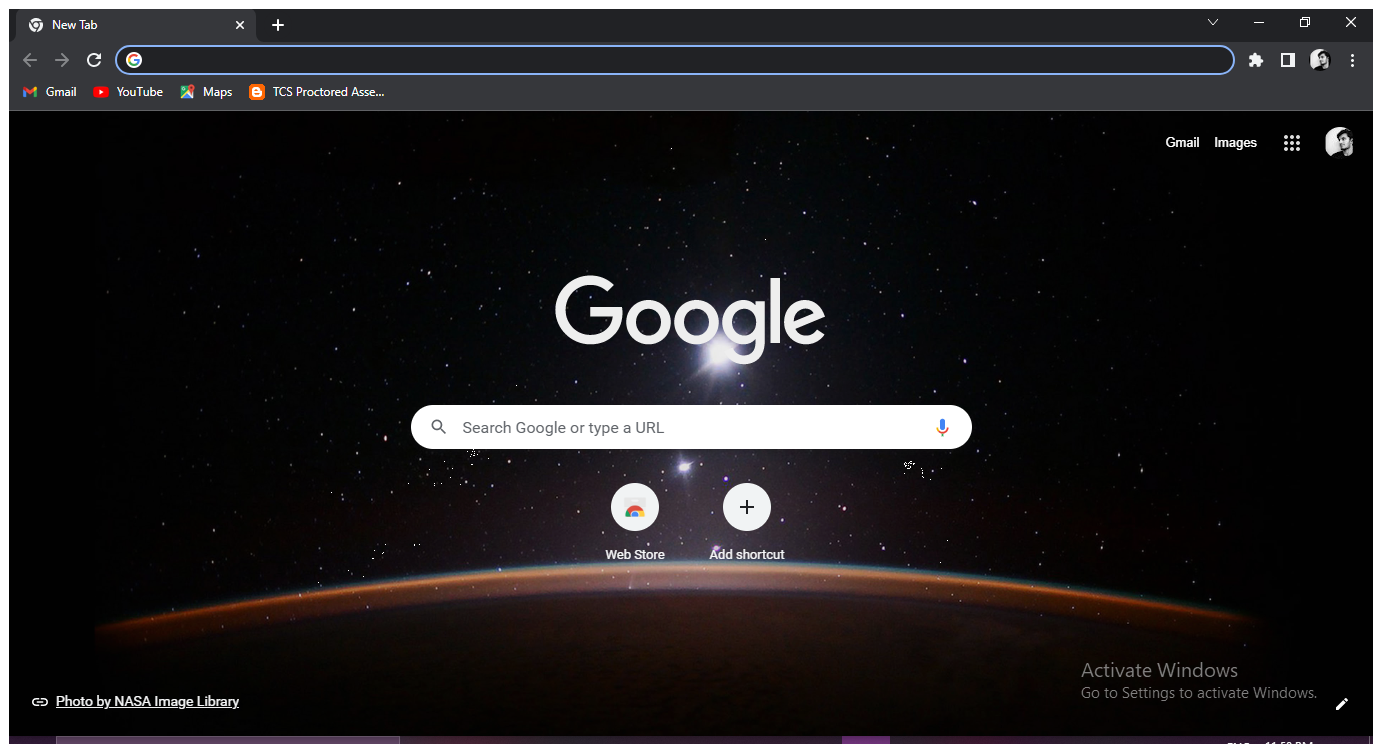 New Tab
Gmail YouTube Maps TCS Proctored Asse...
Gmail Images
Google
Search Google or type a URL
Web Store Add shortcut
Activate Windows
Go to Settings to activate Windows.
Photo by NASA Image Library